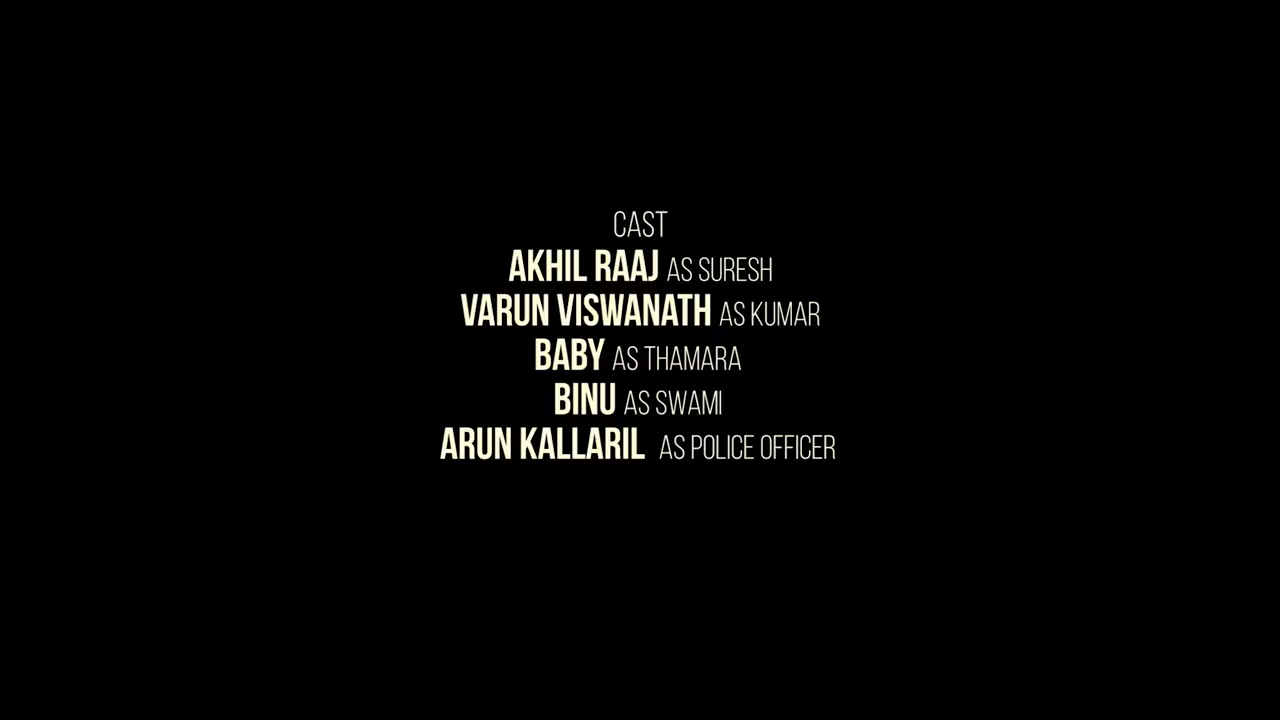 CAST
AKHIL RAAJ AS SURESH
VARUN VISWANATH AS KUMAR
BABY AS THAMARA
BINU AS SWAMI
ARUN KALLARIL AS POLICE OFFICER